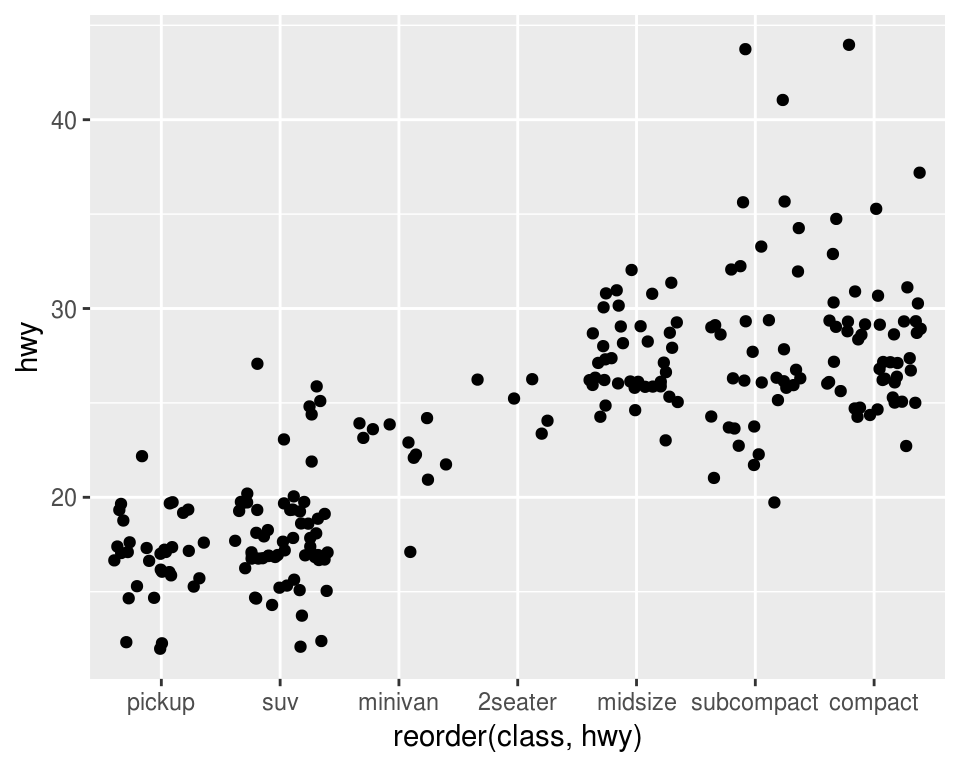 hwy
40
30
20
pickup suv minivan 2seater midsize subcompact compact
reorder(class, hwy)